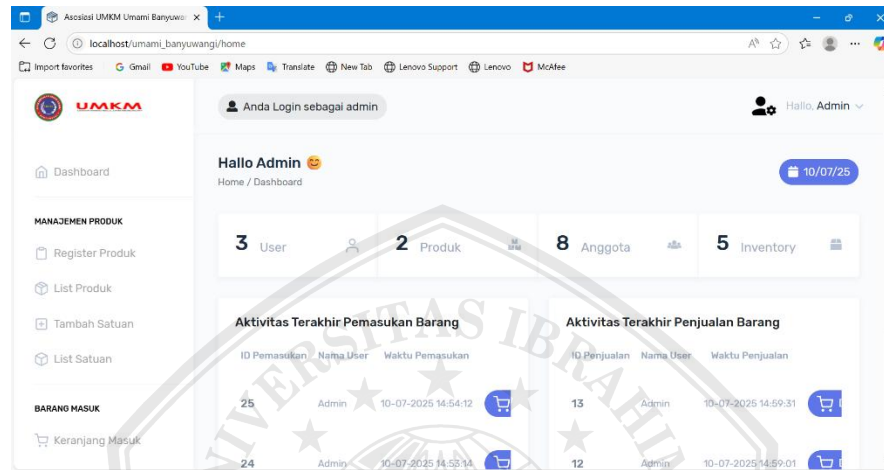 Asosiasi UMKM Umami Banyuwan
localhost/umami_banyuwangi/home
Import favorites Gmail YouTube Maps Translate New Tab Lenovo Support Lenovo McAfee
UMKM
Anda Login sebagai admin
Hallo, Admin
Dashboard
Hallo Admin
Home / Dashboard
10/07/25
MANAJEMEN PRODUK
Register Produk
List Produk
Tambah Satuan
List Satuan
BARANG MASUK
Keranjang Masuk
3 User
2 Produk
8 Anggota
5 Inventory
Aktivitas Terakhir Pemasukan Barang
ID Pemasukan Nama User Waktu Pemasukan
25 Admin 10-07-2025 14:54:12
24 Admin 10-07-2025 14:53:14
Aktivitas Terakhir Penjualan Barang
ID Penjualan Nama User Waktu Penjualan
13 Admin 10-07-2025 14:59:31
12 Admin 10-07-2025 14:59:01
UNIVERSITAS IBRAHI